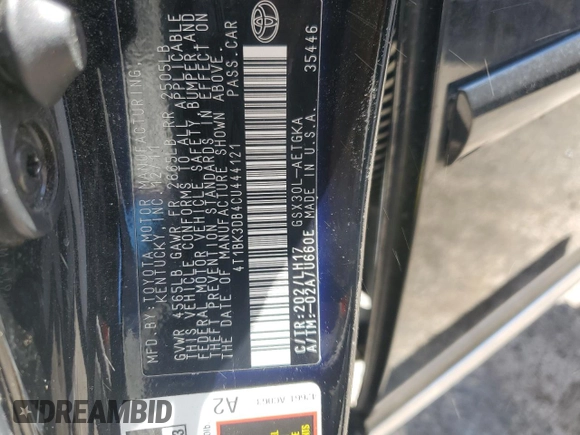 MFD.BY: TOYOTA MOTOR MANUFACTURING,
KENTUCKY, INC.
GVWR 4565LB GAWR FR 2665LB RR 2505LB
THIS VEHICLE CONFORMS TO ALL APPLICABLE
FEDERAL MOTOR VEHICLE SAFETY, BUMPER, AND
THEFT PREVENTION STANDARDS IN EFFECT ON
THE DATE OF MANUFACTURE SHOWN ABOVE.
4T1BK3DB4CU444121 PASS.CAR
C/TR:202/LH17 GSX30L-AETGKA 35446
A/TM:-02A/U660E MADE IN U.S.A.
A2
DREAMBID